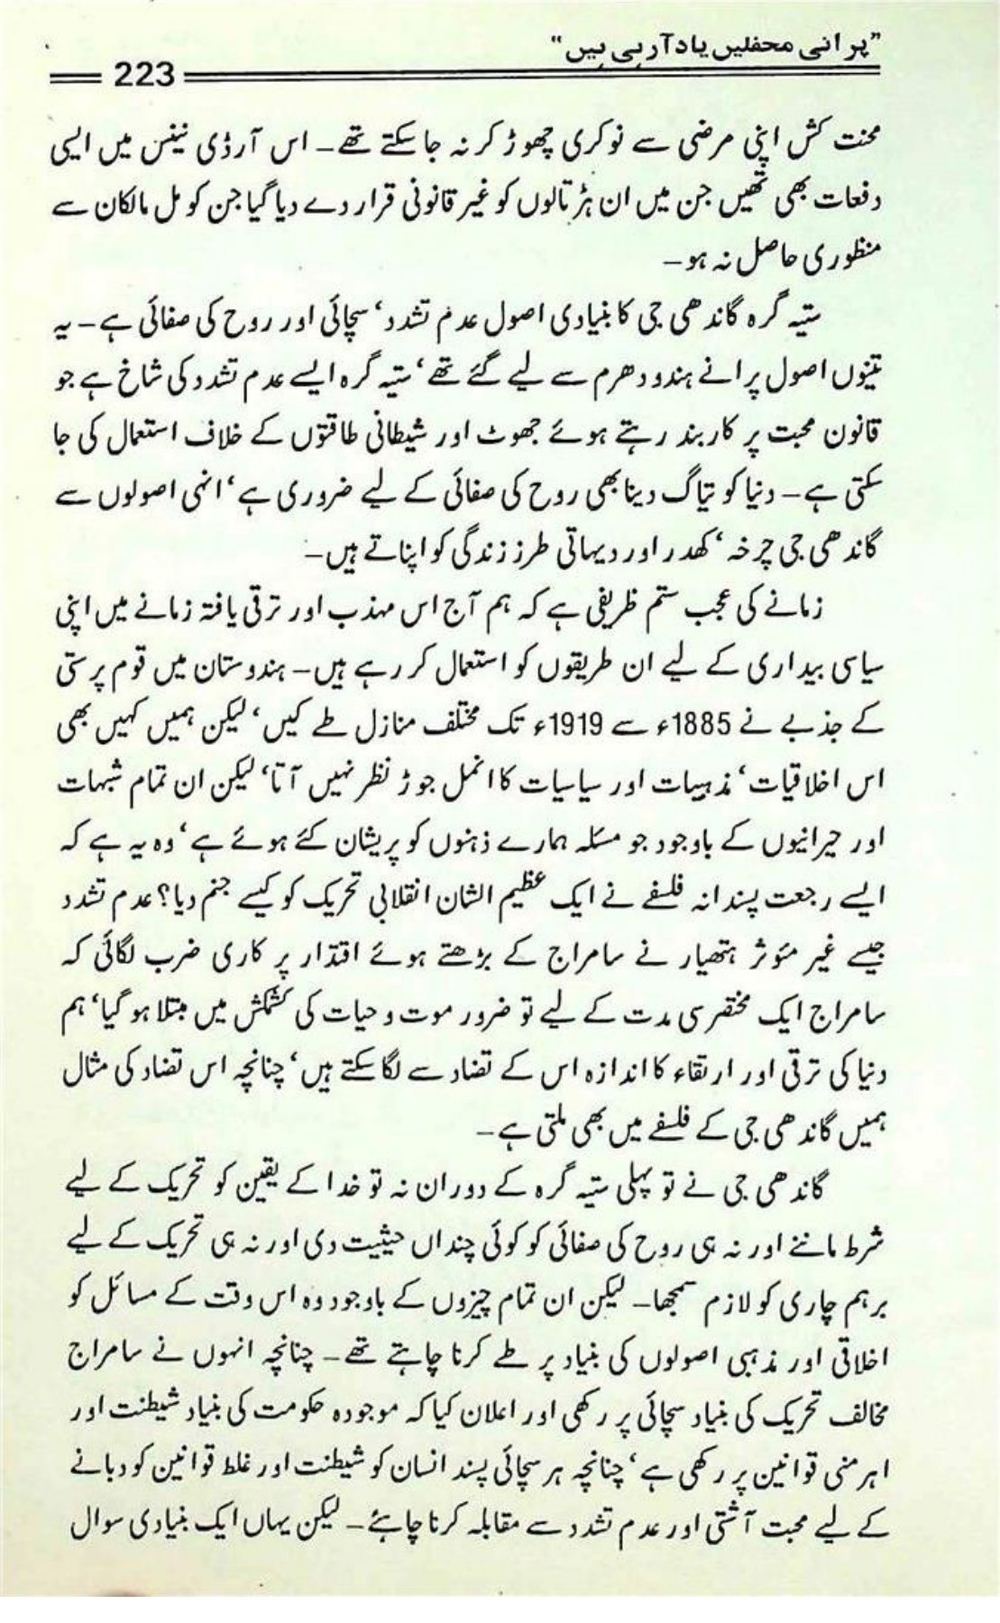 ”پرانی محفلیں یاد آ رہی ہیں“
223
محنت کش اپنی مرضی سے نوکری چھوڑ کر نہ جا سکتے تھے۔ اس آرڈی نینس میں ایسی
دفعات بھی تھیں جن میں ان ہڑتالوں کو غیر قانونی قرار دے دیا گیا جن کو مل مالکان سے
منظوری حاصل نہ ہو۔
ستیہ گرہ گاندھی جی کا بنیادی اصول عدم تشدد‘ سچائی اور روح کی صفائی ہے۔ یہ
تینوں اصول پرانے ہندو دھرم سے لیے گئے تھے‘ ستیہ گرہ ایسے عدم تشدد کی شاخ ہے جو
قانون محبت پر کاربند رہتے ہوئے جھوٹ اور شیطانی طاقتوں کے خلاف استعمال کی جا
سکتی ہے۔ دنیا کو تیاگ دینا بھی روح کی صفائی کے لیے ضروری ہے‘ انہی اصولوں سے
گاندھی جی چرخہ‘ کھدر اور دیہاتی طرز زندگی کو اپناتے ہیں۔
زمانے کی عجب ستم ظریفی ہے کہ ہم آج اس مہذب اور ترقی یافتہ زمانے میں اپنی
سیاسی بیداری کے لیے ان طریقوں کو استعمال کر رہے ہیں۔ ہندوستان میں قوم پرستی
کے جذبے نے 1885ء سے 1919ء تک مختلف منازل طے کیں‘ لیکن ہمیں کہیں بھی
اس اخلاقیات‘ مذہبیات اور سیاسیات کا انمل جوڑ نظر نہیں آتا‘ لیکن ان تمام شبہات
اور حیرانیوں کے باوجود جو مسئلہ ہمارے ذہنوں کو پریشان کئے ہوئے ہے‘ وہ یہ ہے کہ
ایسے رجعت پسندانہ فلسفے نے ایک عظیم الشان انقلابی تحریک کو کیسے جنم دیا؟ عدم تشدد
جیسے غیر مئوثر ہتھیار نے سامراج کے بڑھتے ہوئے اقتدار پر کاری ضرب لگائی کہ
سامراج ایک مختصر سی مدت کے لیے تو ضرور موت و حیات کی کشمکش میں مبتلا ہو گیا‘ ہم
دنیا کی ترقی اور ارتقاء کا اندازہ اس کے تضاد سے لگا سکتے ہیں‘ چنانچہ اس تضاد کی مثال
ہمیں گاندھی جی کے فلسفے میں بھی ملتی ہے۔
گاندھی جی نے تو پہلی ستیہ گرہ کے دوران نہ تو خدا کے یقین کو تحریک کے لیے
شرط ماننے اور نہ ہی روح کی صفائی کو کوئی چنداں حیثیت دی اور نہ ہی تحریک کے لیے
برہم چاری کو لازم سمجھا۔ لیکن ان تمام چیزوں کے باوجود وہ اس وقت کے مسائل کو
اخلاقی اور مذہبی اصولوں کی بنیاد پر طے کرنا چاہتے تھے۔ چنانچہ انہوں نے سامراج
مخالف تحریک کی بنیاد سچائی پر رکھی اور اعلان کیا کہ موجودہ حکومت کی بنیاد شیطنت اور
اہرمنی قوانین پر رکھی ہے‘ چنانچہ ہر سچائی پسند انسان کو شیطنت اور غلط قوانین کو دبانے
کے لیے محبت آشتی اور عدم تشدد سے مقابلہ کرنا چاہئے۔ لیکن یہاں ایک بنیادی سوال